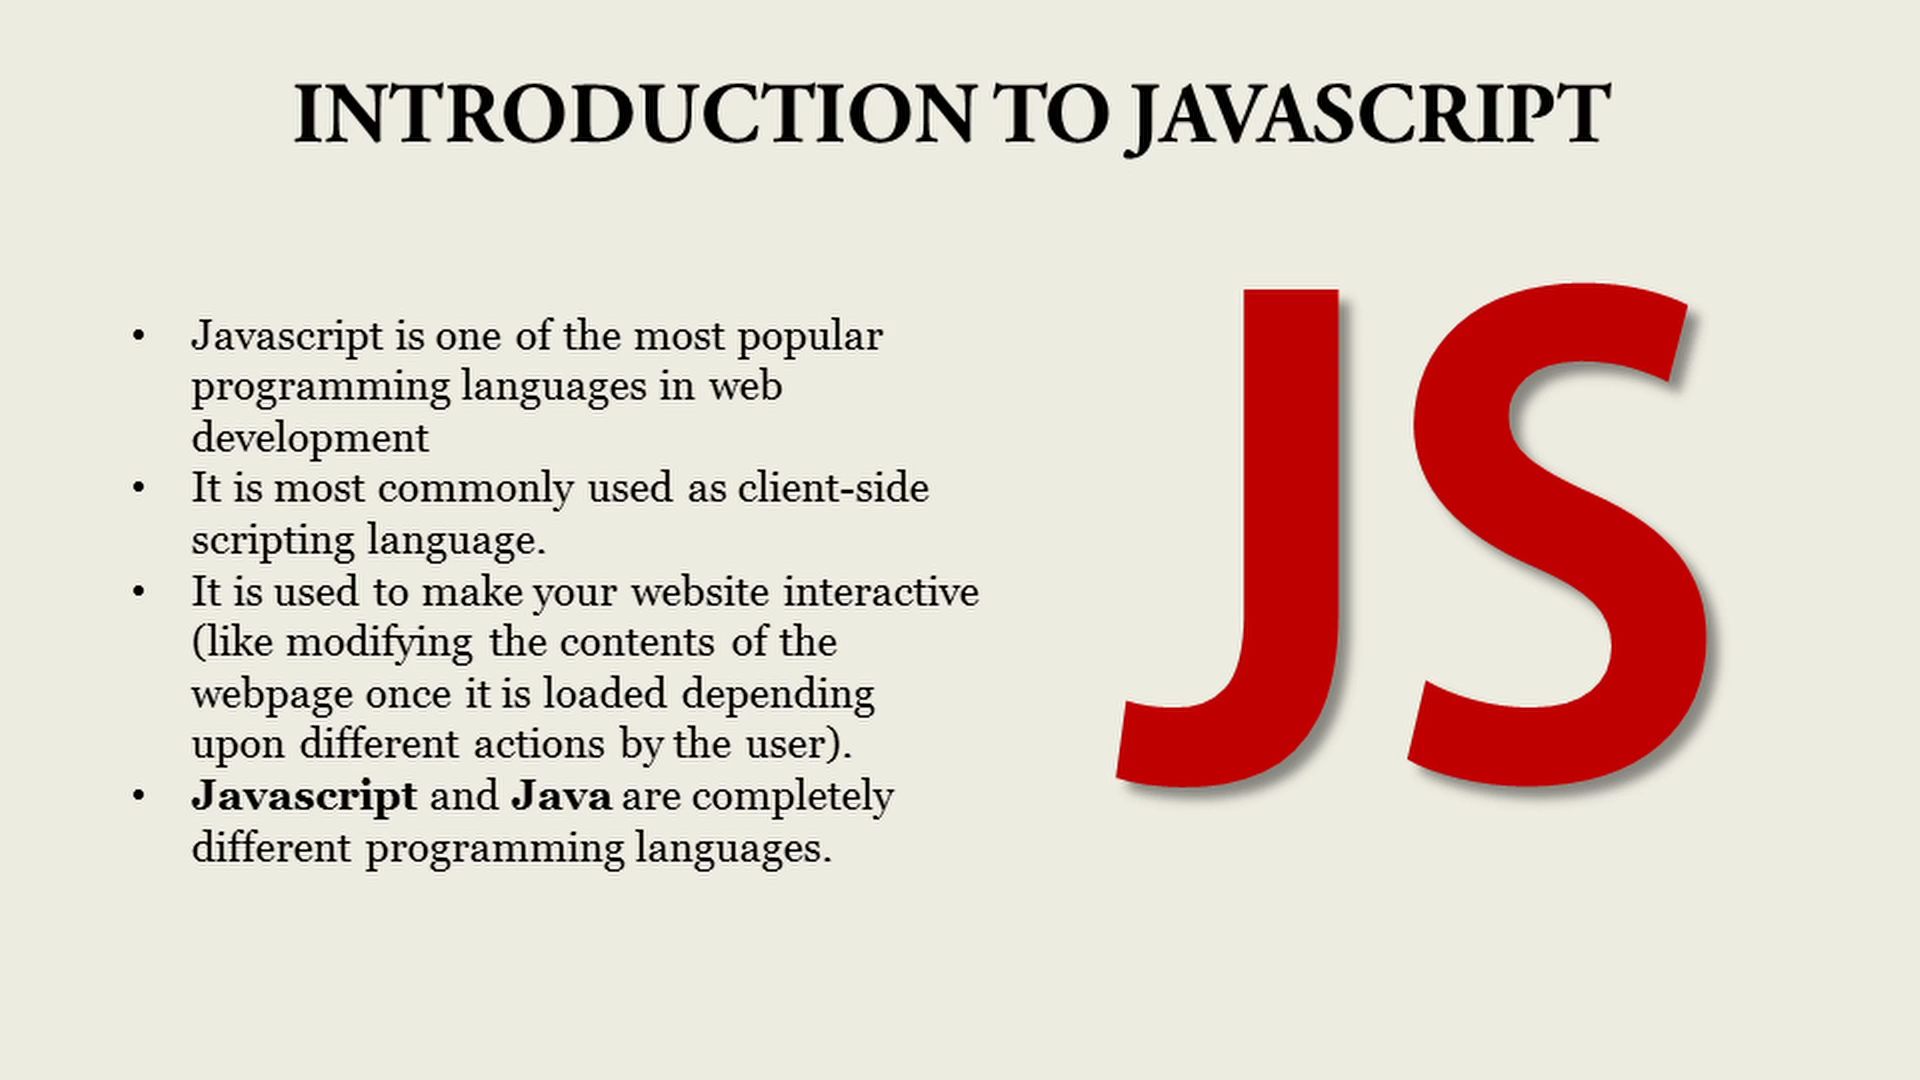 INTRODUCTION TO JAVASCRIPT
• Javascript is one of the most popular
programming languages in web
development
• It is most commonly used as client-side
scripting language.
• It is used to make your website interactive
(like modifying the contents of the
webpage once it is loaded depending
upon different actions by the user).
• Javascript and Java are completely
different programming languages.
JS